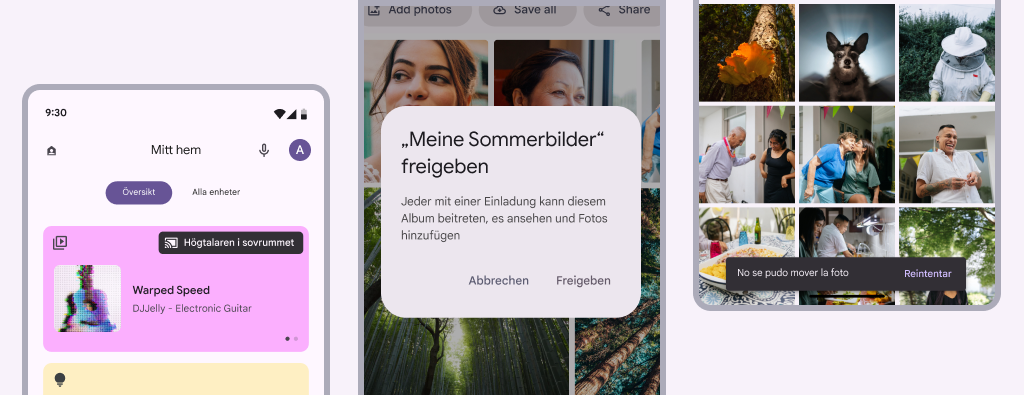 9:30
Mitt hem
A
Översikt
Alla enheter
Högtalaren i sovrummet
Warped Speed
DJJelly - Electronic Guitar
Add photos
Save all
Share
„Meine Sommerbilder“
freigeben
Jeder mit einer Einladung kann diesem
Album beitreten, es ansehen und Fotos
hinzufügen
Abbrechen
Freigeben
No se pudo mover la foto
Reintentar